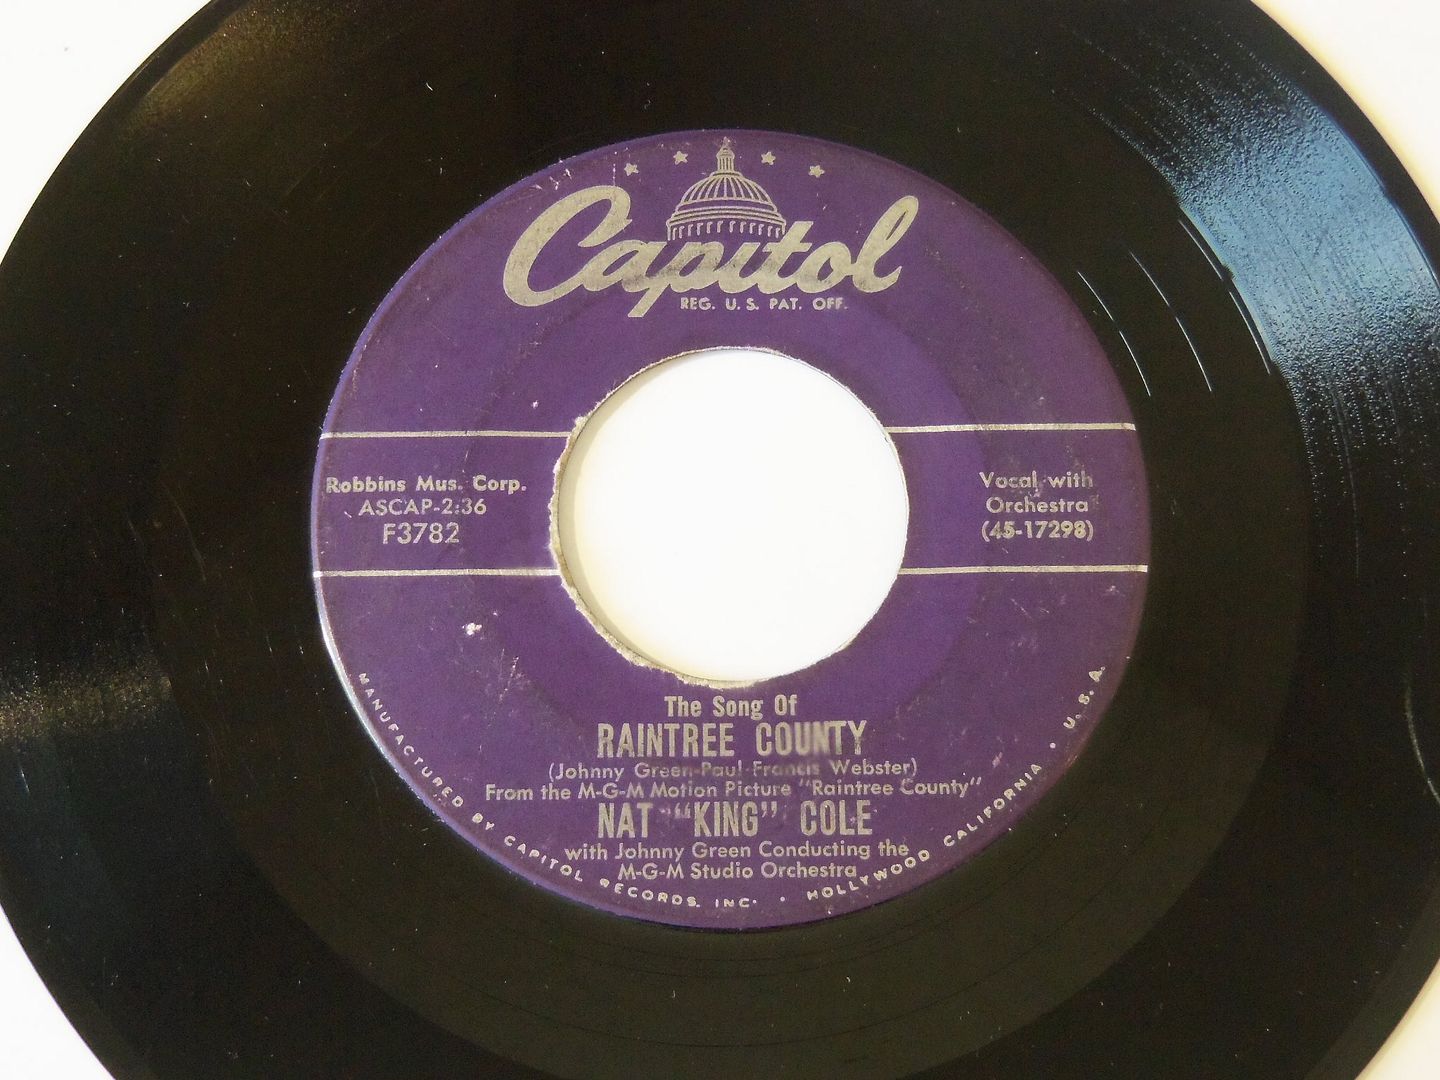 Capitol
REG. U. S. PAT. OFF.
Robbins Mus. Corp.
ASCAP-2:36
F3782
Vocal with
Orchestra
(45-17298)
The Song Of
RAINTREE COUNTY
(Johnny Green-Paul Francis Webster)
From the M-G-M Motion Picture "Raintree County"
NAT "KING" COLE
with Johnny Green Conducting the
M-G-M Studio Orchestra
MANUFACTURED BY CAPITOL RECORDS, INC. • HOLLYWOOD CALIFORNIA • U. S. A.